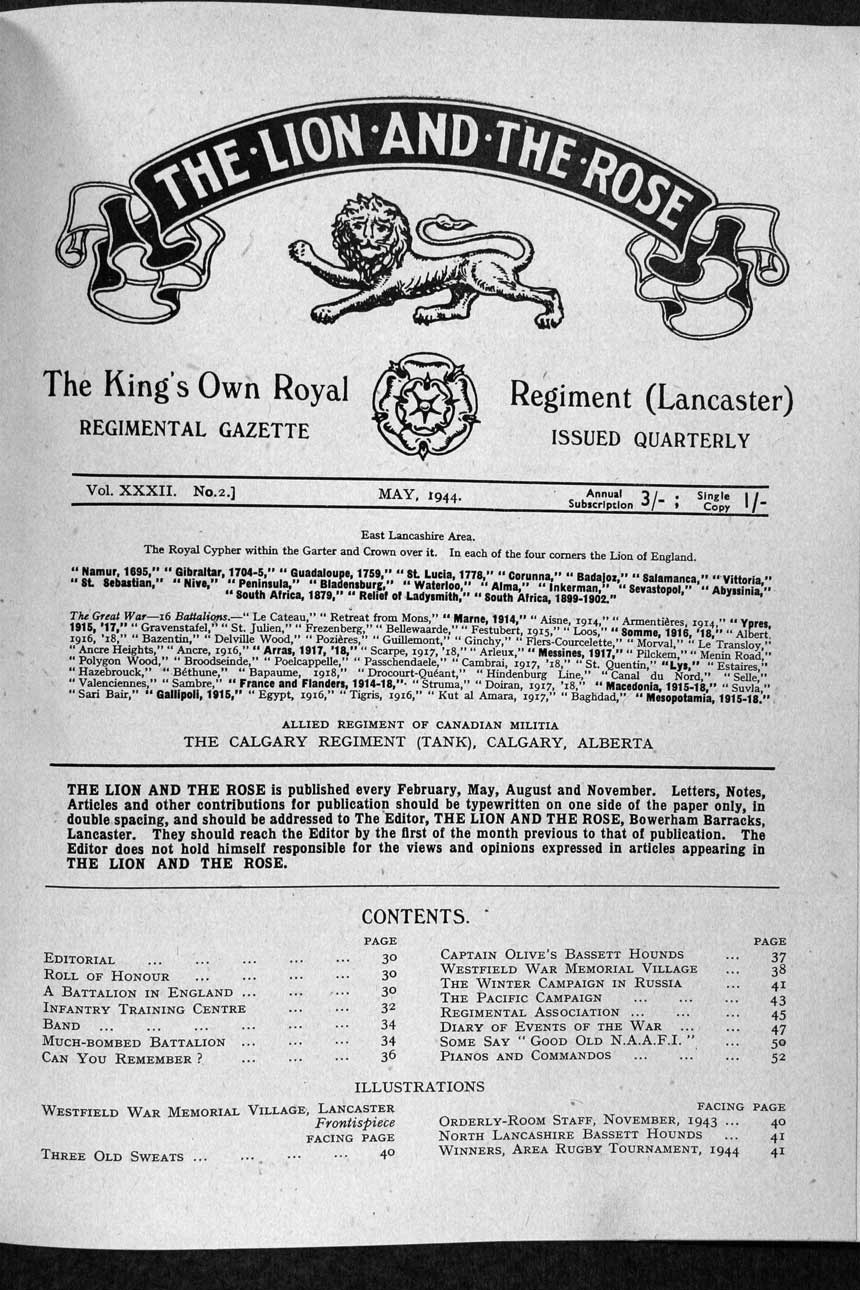 THE·LION·AND·THE·ROSE
The King's Own Royal Regiment (Lancaster)
REGIMENTAL GAZETTE ISSUED QUARTERLY
Vol. XXXII. No.2.] MAY, 1944. Annual Subscription 3/- ; Single Copy 1/-
East Lancashire Area.
The Royal Cypher within the Garter and Crown over it. In each of the four corners the Lion of England.
" Namur, 1695," " Gibraltar, 1704-5," " Guadaloupe, 1759," " St. Lucia, 1778," " Corunna," " Badajoz," " Salamanca," " Vittoria,"
" St. Sebastian," " Nive," " Peninsula," " Bladensburg," " Waterloo," " Alma," " Inkerman," " Sevastopol," " Abyssinia,"
" South Africa, 1879," " Relief of Ladysmith," " South Africa, 1899-1902."
The Great War—16 Battalions.—" Le Cateau," " Retreat from Mons," " Marne, 1914," " Aisne, 1914," " Armentières, 1914," " Ypres,
1915, '17," " Gravenstafel," " St. Julien," " Frezenberg," " Bellewaarde," " Festubert, 1915," " Loos," " Somme, 1916, '18," " Albert,
1916, '18," " Bazentin," " Delville Wood," " Pozières," " Guillemont," " Ginchy," " Flers-Courcelette," " Morval," " Le Transloy,"
" Ancre Heights," " Ancre, 1916," " Arras, 1917, '18," " Scarpe, 1917, '18," " Arleux," " Messines, 1917," " Pilckem," " Menin Road,"
" Polygon Wood," " Broodseinde," " Poelcappelle," " Passchendaele," " Cambrai, 1917, '18," " St. Quentin," " Lys," " Estaires,"
" Hazebrouck," " Béthune," " Bapaume, 1918," " Drocourt-Quéant," " Hindenburg Line," " Canal du Nord," " Selle,"
" Valenciennes," " Sambre," " France and Flanders, 1914-18," " Struma," " Doiran, 1917, '18," " Macedonia, 1915-18," " Suvla,"
" Sari Bair," " Gallipoli, 1915," " Egypt, 1916," " Tigris, 1916," " Kut al Amara, 1917," " Baghdad," " Mesopotamia, 1915-18."
ALLIED REGIMENT OF CANADIAN MILITIA
THE CALGARY REGIMENT (TANK), CALGARY, ALBERTA
THE LION AND THE ROSE is published every February, May, August and November. Letters, Notes,
Articles and other contributions for publication should be typewritten on one side of the paper only, in
double spacing, and should be addressed to The Editor, THE LION AND THE ROSE, Bowerham Barracks,
Lancaster. They should reach the Editor by the first of the month previous to that of publication. The
Editor does not hold himself responsible for the views and opinions expressed in articles appearing in
THE LION AND THE ROSE.
CONTENTS.
PAGE
EDITORIAL ... ... ... ... ... 30
ROLL OF HONOUR ... ... ... ... 30
A BATTALION IN ENGLAND ... ... ... 30
INFANTRY TRAINING CENTRE ... ... 32
BAND ... ... ... ... ... ... 34
MUCH-BOMBED BATTALION ... ... ... 34
CAN YOU REMEMBER ? ... ... ... 36
PAGE
CAPTAIN OLIVE'S BASSETT HOUNDS ... 37
WESTFIELD WAR MEMORIAL VILLAGE ... 38
THE WINTER CAMPAIGN IN RUSSIA ... 41
THE PACIFIC CAMPAIGN ... ... ... 43
REGIMENTAL ASSOCIATION ... ... ... 45
DIARY OF EVENTS OF THE WAR ... ... 47
SOME SAY " GOOD OLD N.A.A.F.I. " ... 50
PIANOS AND COMMANDOS ... ... ... 52
ILLUSTRATIONS
WESTFIELD WAR MEMORIAL VILLAGE, LANCASTER
Frontispiece
FACING PAGE
THREE OLD SWEATS ... ... ... ... 40
FACING PAGE
ORDERLY-ROOM STAFF, NOVEMBER, 1943 ... 40
NORTH LANCASHIRE BASSETT HOUNDS ... 41
WINNERS, AREA RUGBY TOURNAMENT, 1944 41